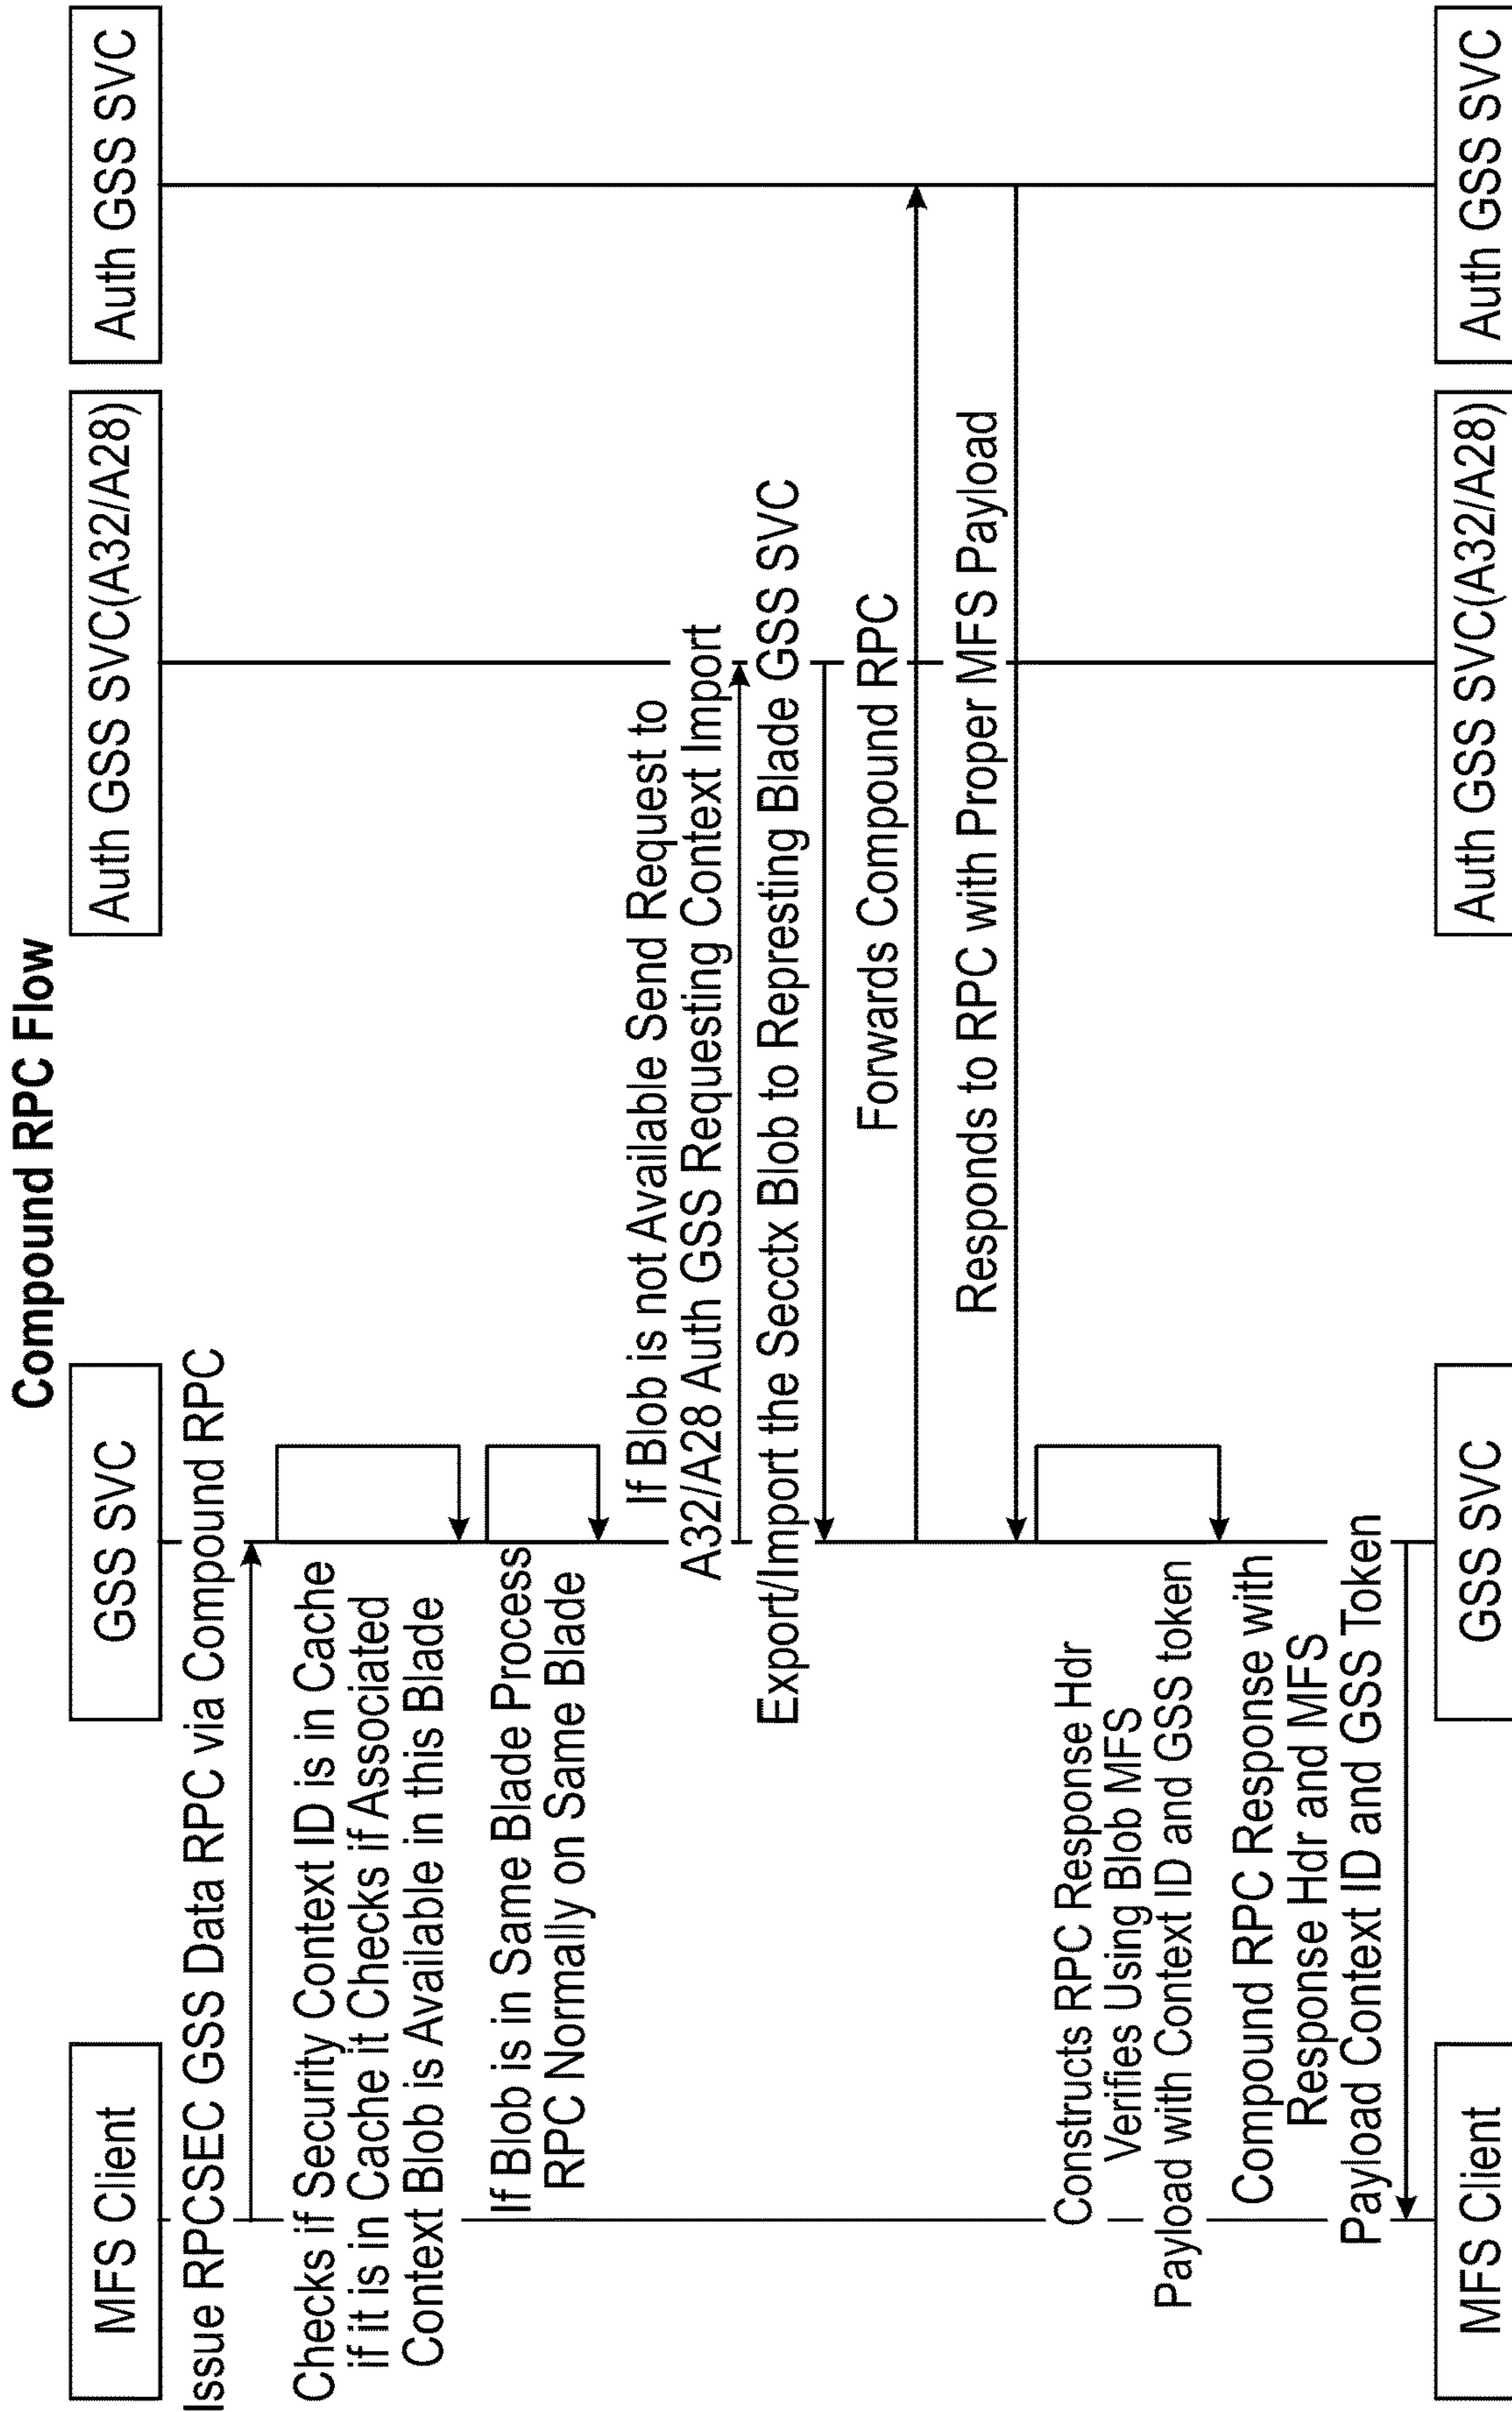 Compound RPC Flow
MFS Client
GSS SVC
Auth GSS SVC(A32/A28)
Auth GSS SVC
Issue RPCSEC GSS Data RPC via Compound RPC
Checks if Security Context ID is in Cache
if it is in Cache it Checks if Associated
Context Blob is Available in this Blade
If Blob is in Same Blade Process
RPC Normally on Same Blade
If Blob is not Available Send Request to
A32/A28 Auth GSS Requesting Context Import
Export/Import the Secctx Blob to Represting Blade GSS SVC
Forwards Compound RPC
Responds to RPC with Proper MFS Payload
Constructs RPC Response Hdr
Verifies Using Blob MFS
Payload with Context ID and GSS token
Compound RPC Response with
Response Hdr and MFS
Payload Context ID and GSS Token
MFS Client
GSS SVC
Auth GSS SVC(A32/A28)
Auth GSS SVC